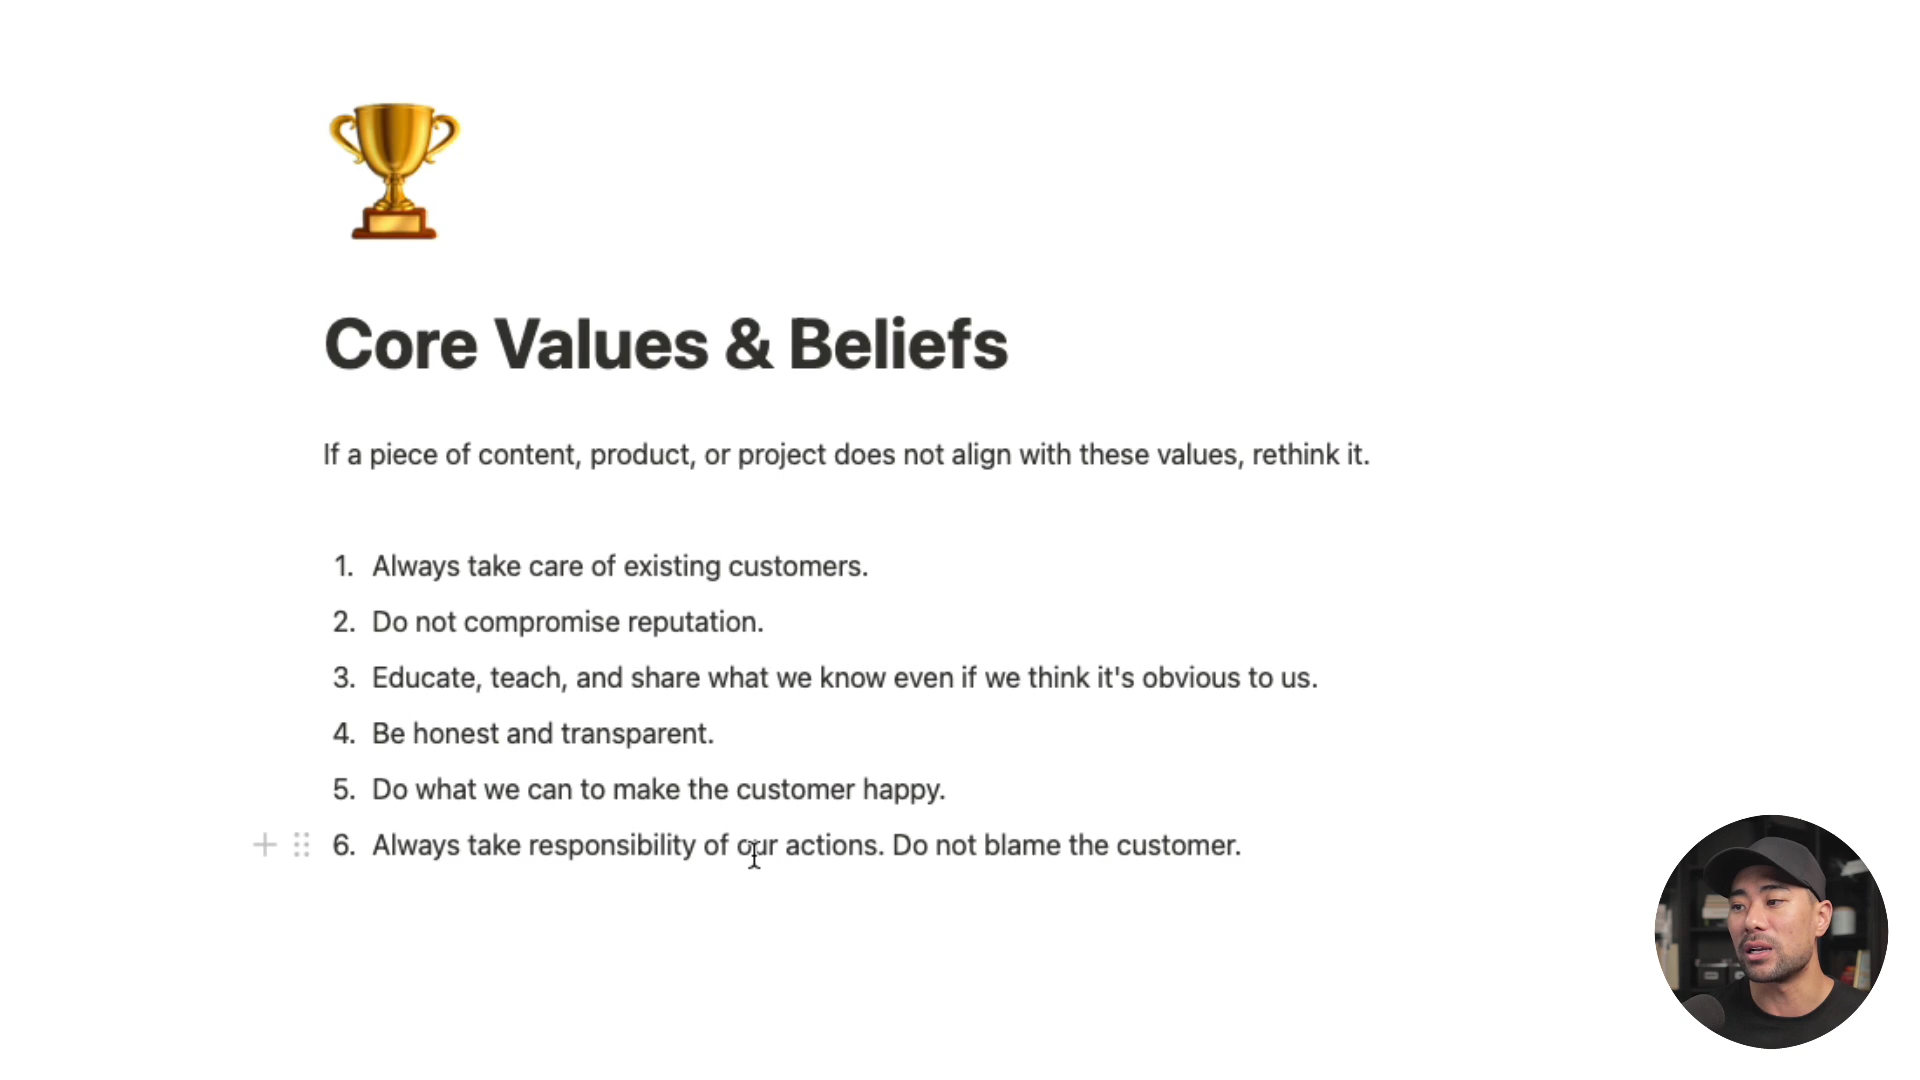 Core Values & Beliefs
If a piece of content, product, or project does not align with these values, rethink it.
1. Always take care of existing customers.
2. Do not compromise reputation.
3. Educate, teach, and share what we know even if we think it's obvious to us.
4. Be honest and transparent.
5. Do what we can to make the customer happy.
6. Always take responsibility of our actions. Do not blame the customer.